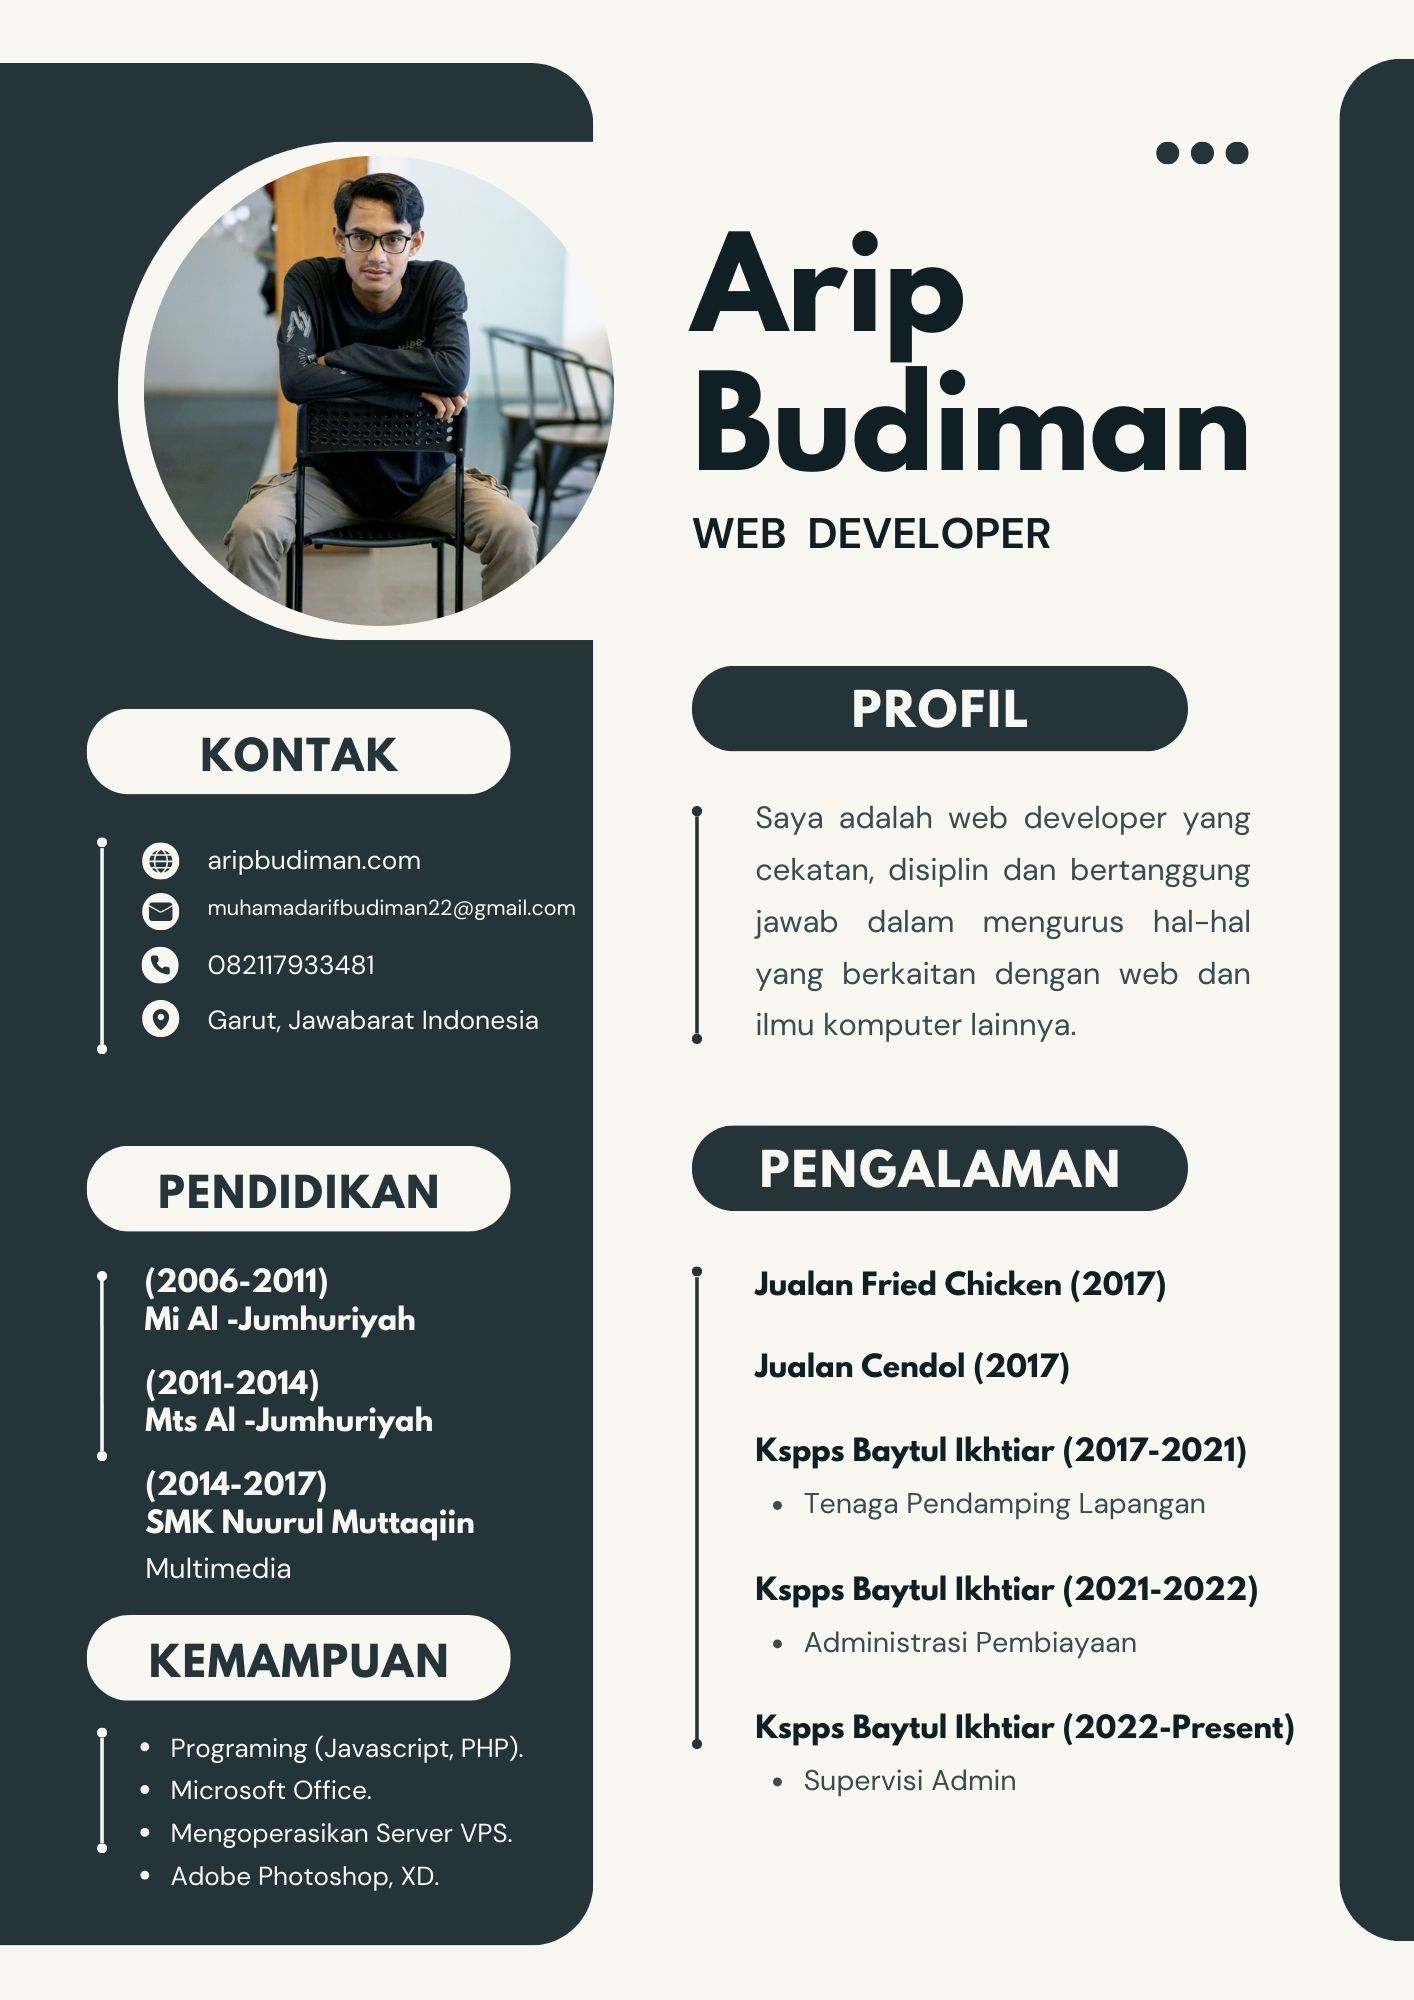 Arip
Budiman
WEB DEVELOPER
KONTAK
aripbudiman.com
muhamadarifbudiman22@gmail.com
082117933481
Garut, Jawabarat Indonesia
PENDIDIKAN
(2006-2011)
Mi Al -Jumhuriyah
(2011-2014)
Mts Al -Jumhuriyah
(2014-2017)
SMK Nuurul Muttaqiin
Multimedia
KEMAMPUAN
• Programing (Javascript, PHP).
• Microsoft Office.
• Mengoperasikan Server VPS.
• Adobe Photoshop, XD.
PROFIL
Saya adalah web developer yang
cekatan, disiplin dan bertanggung
jawab dalam mengurus hal-hal
yang berkaitan dengan web dan
ilmu komputer lainnya.
PENGALAMAN
Jualan Fried Chicken (2017)
Jualan Cendol (2017)
Kspps Baytul Ikhtiar (2017-2021)
• Tenaga Pendamping Lapangan
Kspps Baytul Ikhtiar (2021-2022)
• Administrasi Pembiayaan
Kspps Baytul Ikhtiar (2022-Present)
• Supervisi Admin